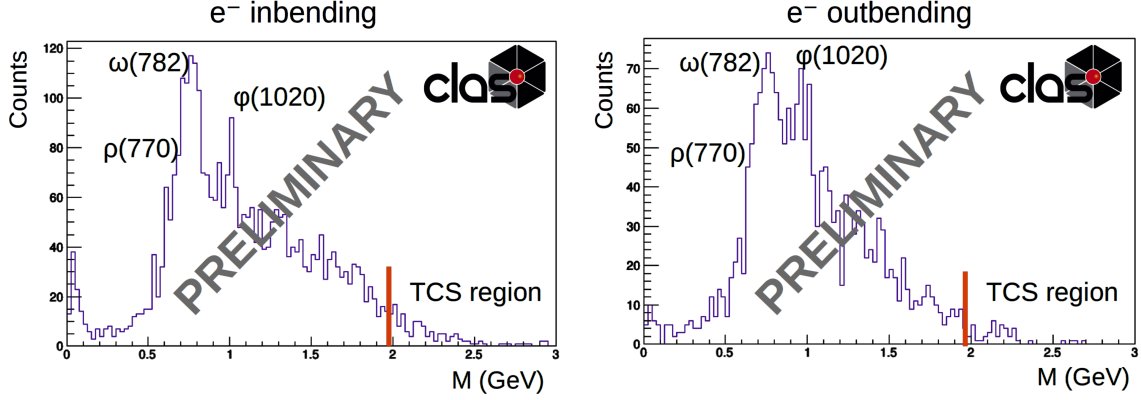 e⁻ inbending
Counts
120
100
80
60
40
20
0
ω(782)
φ(1020)
ρ(770)
PRELIMINARY
clas
TCS region
0 0.5 1 1.5 2 2.5 3
M (GeV)
e⁻ outbending
Counts
70
60
50
40
30
20
10
0
ω(782)
φ(1020)
ρ(770)
PRELIMINARY
clas
TCS region
0 0.5 1 1.5 2 2.5 3
M (GeV)